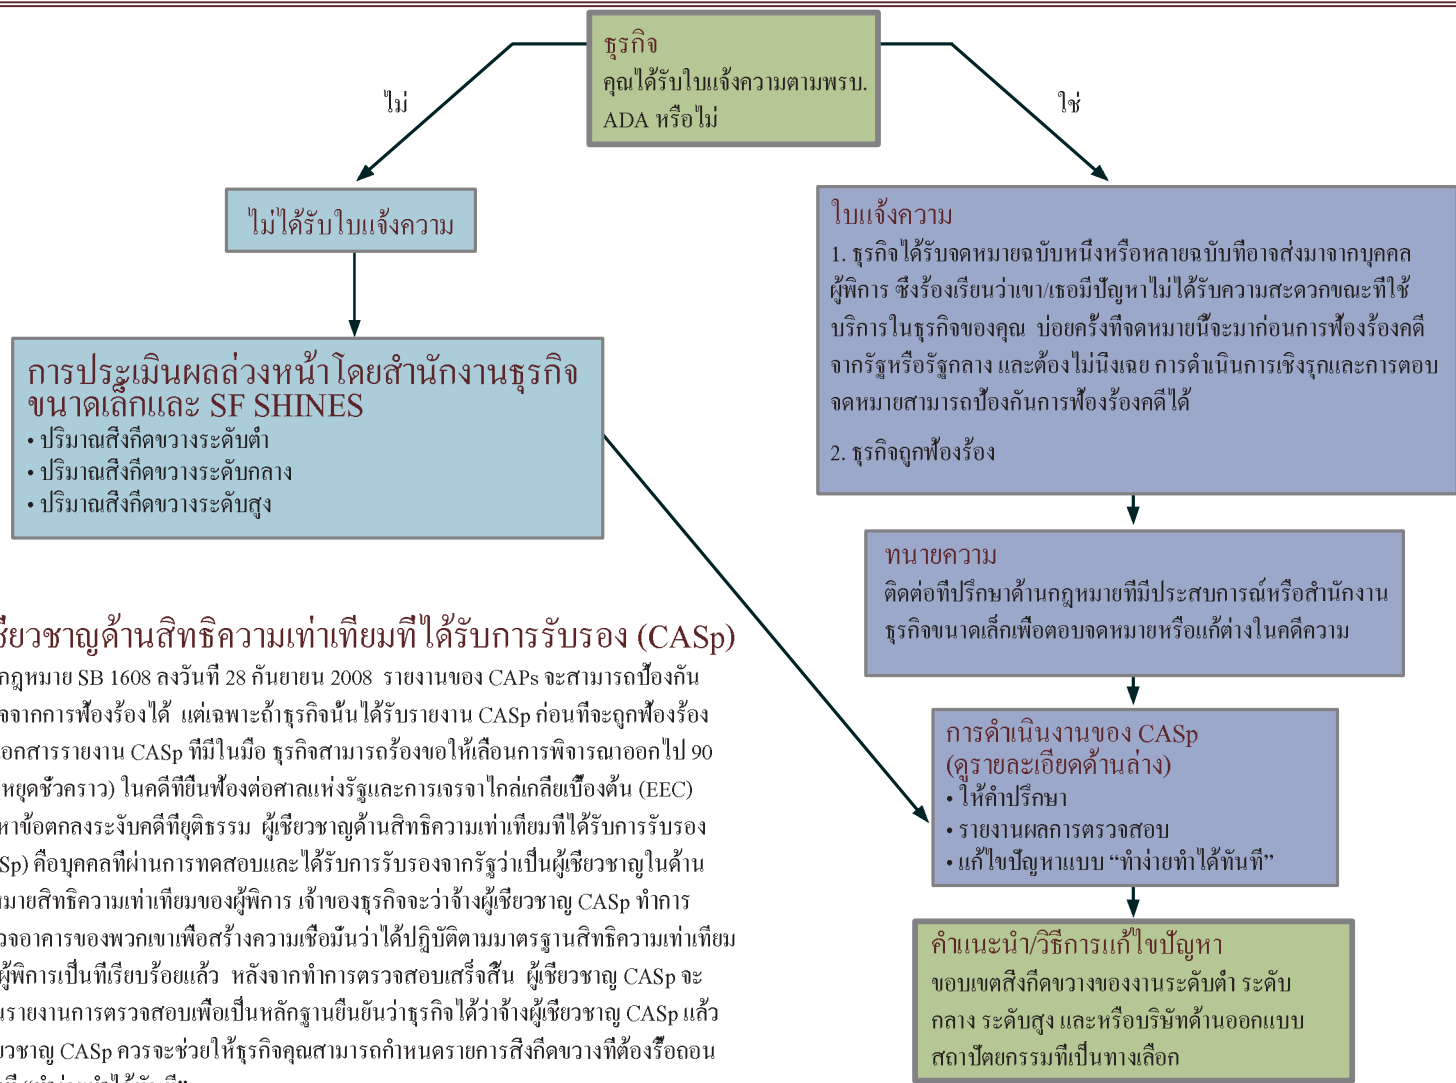 ธุรกิจ
คุณได้รับใบแจ้งความตามพรบ.
ADA หรือไม่
ไม่
ใช่
ไม่ได้รับใบแจ้งความ
การประเมินผลล่วงหน้าโดยสำนักงานธุรกิจ
ขนาดเล็กและ SF SHINES
• ปริมาณสิ่งกีดขวางระดับต่ำ
• ปริมาณสิ่งกีดขวางระดับกลาง
• ปริมาณสิ่งกีดขวางระดับสูง
ใบแจ้งความ
1. ธุรกิจได้รับจดหมายฉบับหนึ่งหรือหลายฉบับที่อาจส่งมาจากบุคคล
ผู้พิการ ซึ่งร้องเรียนว่าเขา/เธอมีปัญหาไม่ได้รับความสะดวกขณะที่ใช้
บริการในธุรกิจของคุณ บ่อยครั้งที่จดหมายนี้จะมาก่อนการฟ้องร้องคดี
จากรัฐหรือรัฐกลาง และต้องไม่นิ่งเฉย การดำเนินการเชิงรุกและการตอบ
จดหมายสามารถป้องกันการฟ้องร้องคดีได้
2. ธุรกิจถูกฟ้องร้อง
ทนายความ
ติดต่อที่ปรึกษาด้านกฎหมายที่มีประสบการณ์หรือสำนักงาน
ธุรกิจขนาดเล็กเพื่อตอบจดหมายหรือแก้ต่างในคดีความ
การดำเนินงานของ CASp
(ดูรายละเอียดด้านล่าง)
• ให้คำปรึกษา
• รายงานผลการตรวจสอบ
• แก้ไขปัญหาแบบ “ทำง่ายทำได้ทันที”
คำแนะนำ/วิธีการแก้ไขปัญหา
ขอบเขตสิ่งกีดขวางของงานระดับต่ำ ระดับ
กลาง ระดับสูง และหรือบริษัทด้านออกแบบ
สถาปัตยกรรมที่เป็นทางเลือก
ชี่ยวชาญด้านสิทธิความเท่าเทียมที่ได้รับการรับรอง (CASp)
กฎหมาย SB 1608 ลงวันที่ 28 กันยายน 2008 รายงานของ CAPs จะสามารถป้องกัน
จจากการฟ้องร้องได้ แต่เฉพาะถ้าธุรกิจนั้นได้รับรายงาน CASp ก่อนที่จะถูกฟ้องร้อง
อกสารรายงาน CASp ที่มีในมือ ธุรกิจสามารถร้องขอให้เลื่อนการพิจารณาออกไป 90
หยุดชั่วคราว) ในคดีที่ยื่นฟ้องต่อศาลแห่งรัฐและการเจรจาไกล่เกลี่ยเบื้องต้น (EEC)
หาข้อตกลงระงับคดีที่ยุติธรรม ผู้เชี่ยวชาญด้านสิทธิความเท่าเทียมที่ได้รับการรับรอง
Sp) คือบุคคลที่ผ่านการทดสอบและได้รับการรับรองจากรัฐว่าเป็นผู้เชี่ยวชาญในด้าน
มายสิทธิความเท่าเทียมของผู้พิการ เจ้าของธุรกิจจะว่าจ้างผู้เชี่ยวชาญ CASp ทำการ
วจอาคารของพวกเขาเพื่อสร้างความเชื่อมั่นว่าได้ปฏิบัติตามมาตรฐานสิทธิความเท่าเทียม
ผู้พิการเป็นที่เรียบร้อยแล้ว หลังจากทำการตรวจสอบเสร็จสิ้น ผู้เชี่ยวชาญ CASp จะ
นรายงานการตรวจสอบเพื่อเป็นหลักฐานยืนยันว่าธุรกิจได้ว่าจ้างผู้เชี่ยวชาญ CASp แล้ว
ยวชาญ CASp ควรจะช่วยให้ธุรกิจคุณสามารถกำหนดรายการสิ่งกีดขวางที่ต้องรื้อถอน